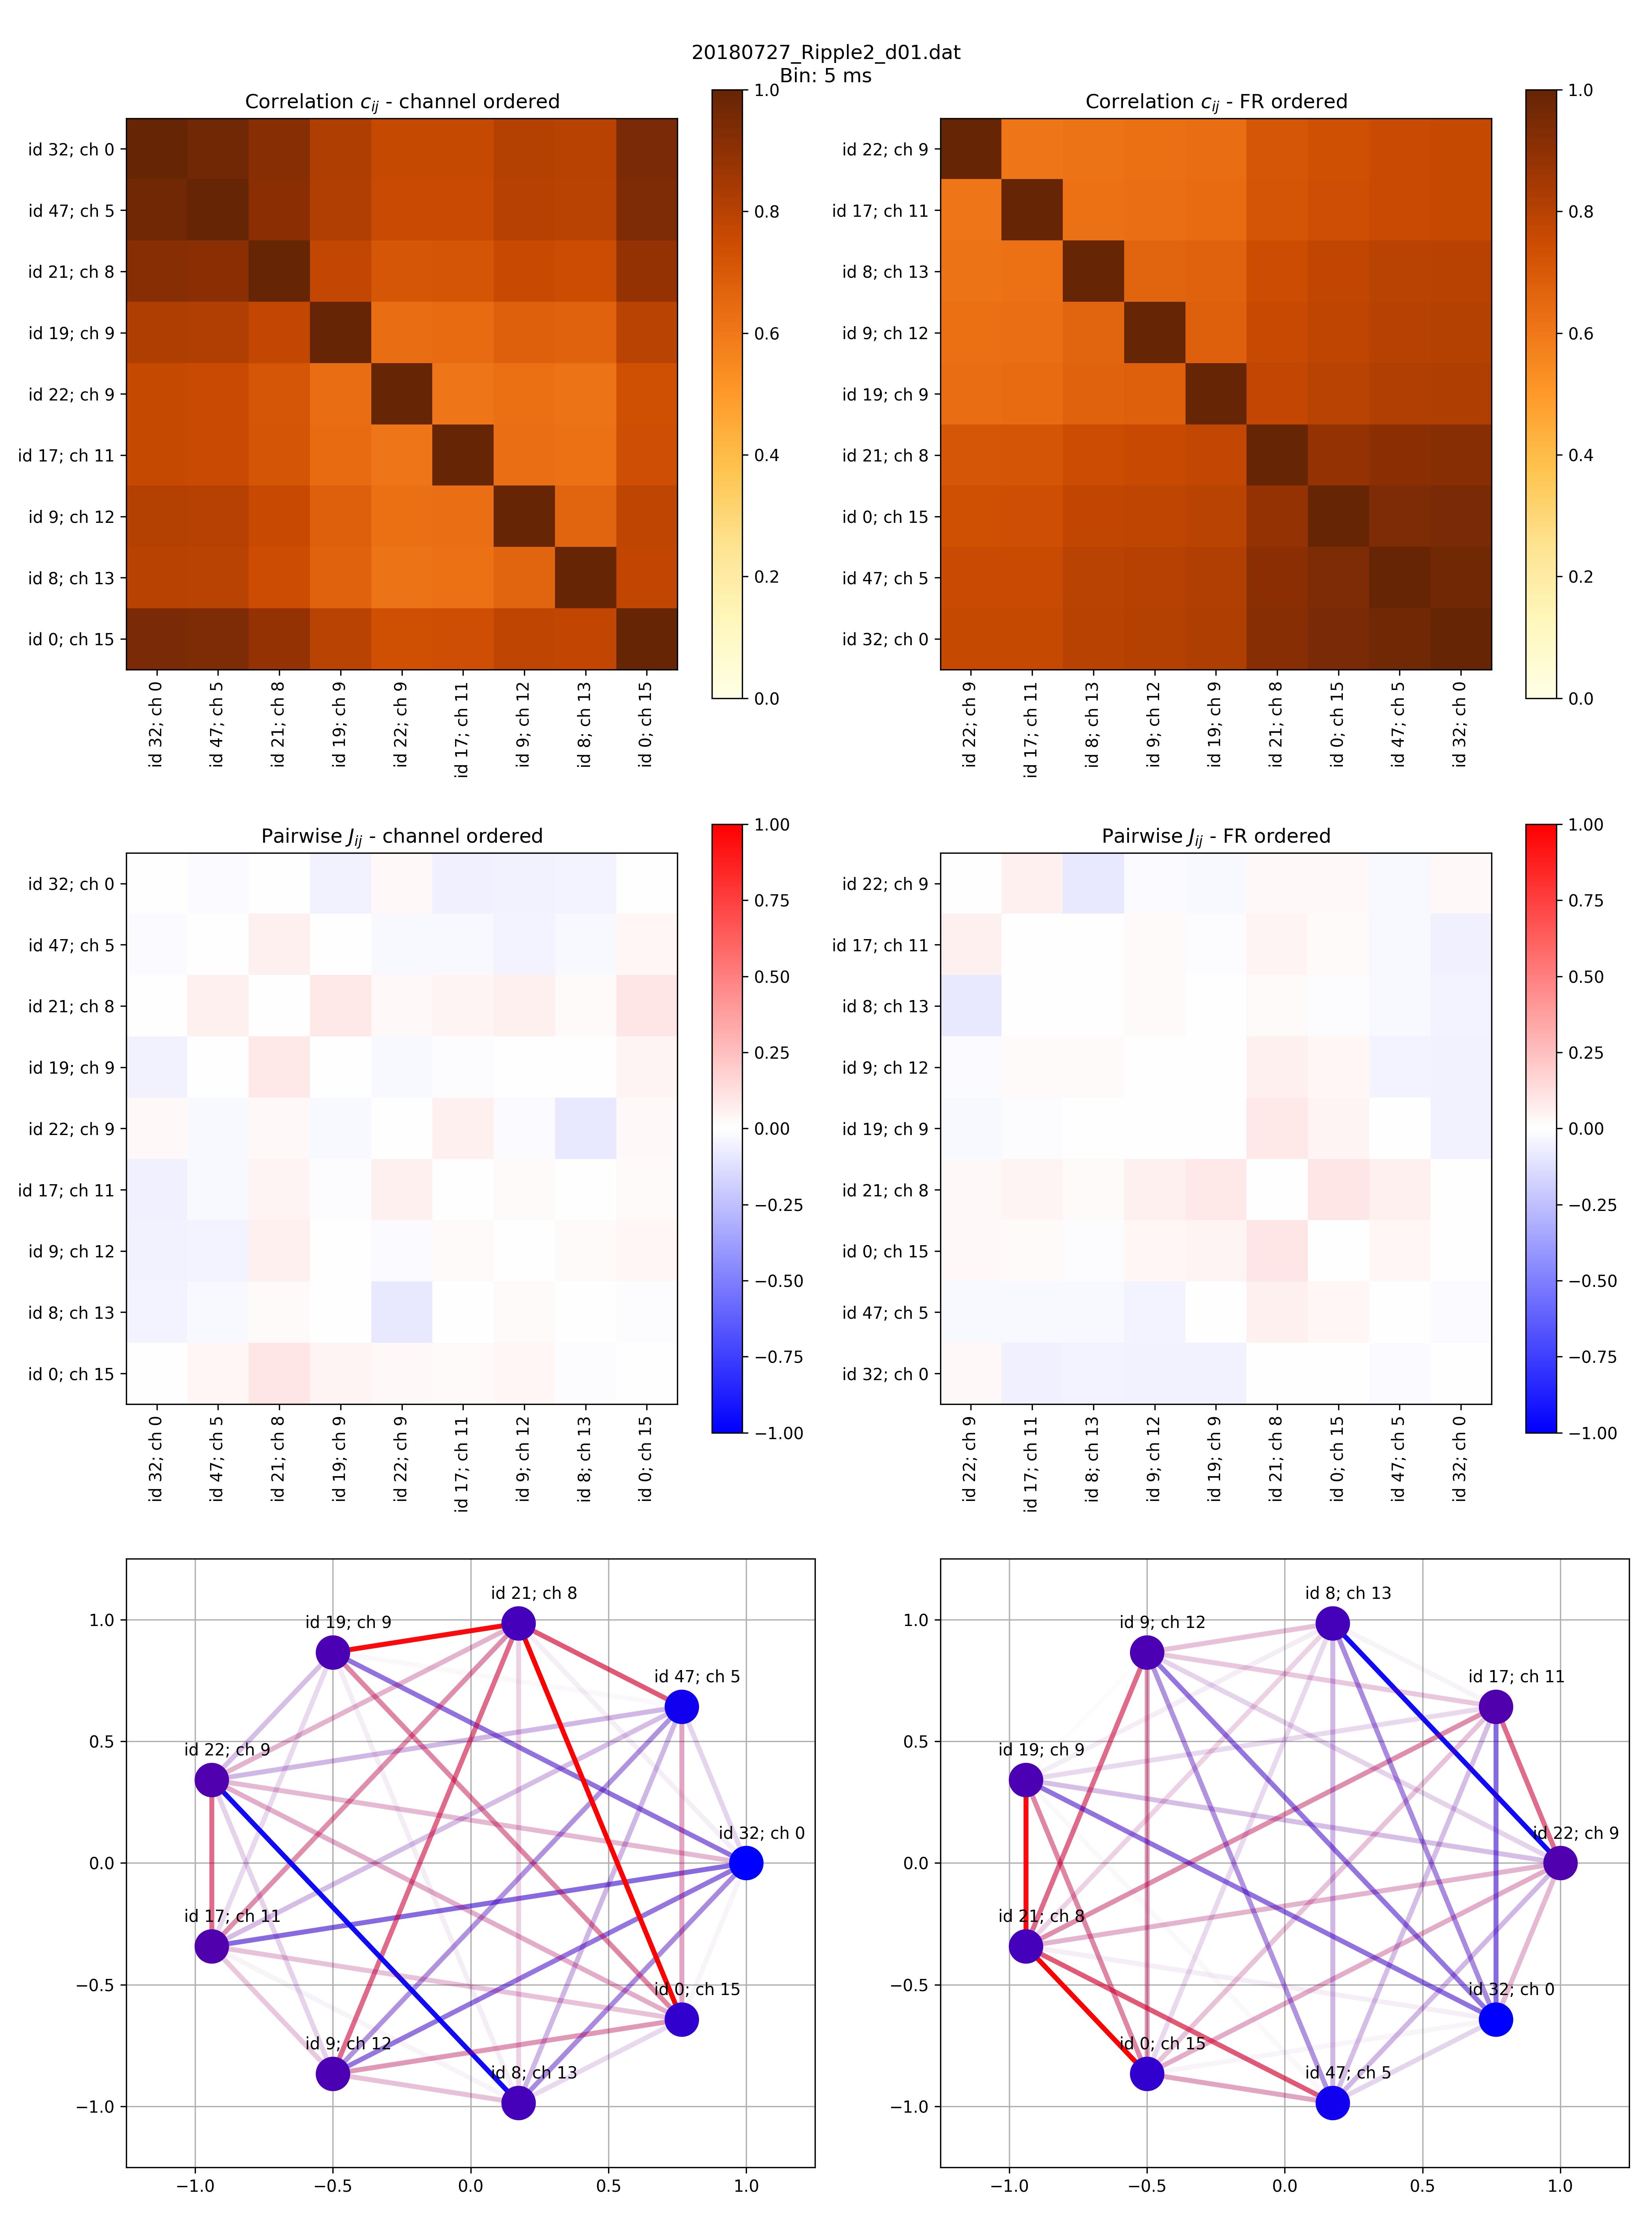 20180727_Ripple2_d01.dat
Bin: 5 ms
Correlation cij - channel ordered
id 32; ch 0
id 47; ch 5
id 21; ch 8
id 19; ch 9
id 22; ch 9
id 17; ch 11
id 9; ch 12
id 8; ch 13
id 0; ch 15
id 32; ch 0
id 47; ch 5
id 21; ch 8
id 19; ch 9
id 22; ch 9
id 17; ch 11
id 9; ch 12
id 8; ch 13
id 0; ch 15
1.0
0.8
0.6
0.4
0.2
0.0
Correlation cij - FR ordered
id 22; ch 9
id 17; ch 11
id 8; ch 13
id 9; ch 12
id 19; ch 9
id 21; ch 8
id 0; ch 15
id 47; ch 5
id 32; ch 0
id 22; ch 9
id 17; ch 11
id 8; ch 13
id 9; ch 12
id 19; ch 9
id 21; ch 8
id 0; ch 15
id 47; ch 5
id 32; ch 0
1.0
0.8
0.6
0.4
0.2
0.0
Pairwise Jij - channel ordered
id 32; ch 0
id 47; ch 5
id 21; ch 8
id 19; ch 9
id 22; ch 9
id 17; ch 11
id 9; ch 12
id 8; ch 13
id 0; ch 15
id 32; ch 0
id 47; ch 5
id 21; ch 8
id 19; ch 9
id 22; ch 9
id 17; ch 11
id 9; ch 12
id 8; ch 13
id 0; ch 15
1.00
0.75
0.50
0.25
0.00
−0.25
−0.50
−0.75
−1.00
Pairwise Jij - FR ordered
id 22; ch 9
id 17; ch 11
id 8; ch 13
id 9; ch 12
id 19; ch 9
id 21; ch 8
id 0; ch 15
id 47; ch 5
id 32; ch 0
id 22; ch 9
id 17; ch 11
id 8; ch 13
id 9; ch 12
id 19; ch 9
id 21; ch 8
id 0; ch 15
id 47; ch 5
id 32; ch 0
1.00
0.75
0.50
0.25
0.00
−0.25
−0.50
−0.75
−1.00
1.0
0.5
0.0
−0.5
−1.0
id 21; ch 8
id 19; ch 9
id 47; ch 5
id 22; ch 9
id 32; ch 0
id 17; ch 11
id 0; ch 15
id 9; ch 12
id 8; ch 13
−1.0
−0.5
0.0
0.5
1.0
1.0
0.5
0.0
−0.5
−1.0
id 8; ch 13
id 9; ch 12
id 17; ch 11
id 19; ch 9
id 22; ch 9
id 21; ch 8
id 32; ch 0
id 0; ch 15
id 47; ch 5
−1.0
−0.5
0.0
0.5
1.0